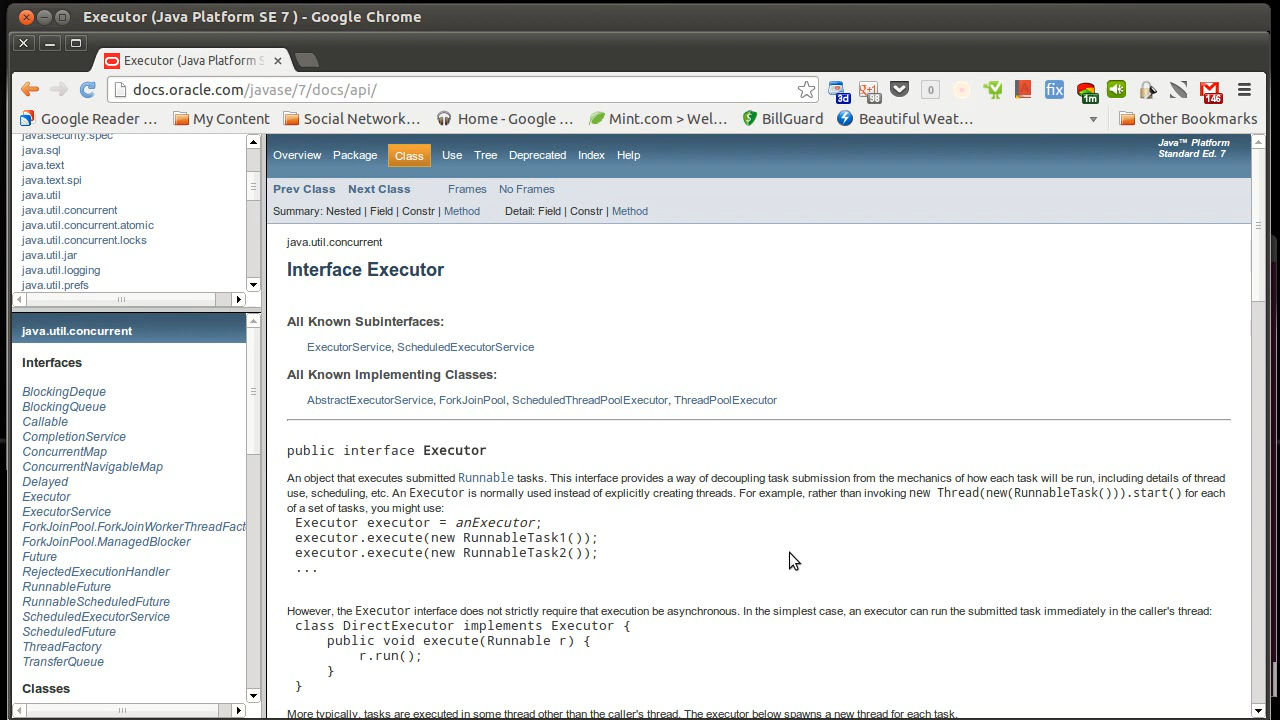 Executor (Java Platform SE 7 ) - Google Chrome
Executor (Java Platform S
docs.oracle.com/javase/7/docs/api/
3d
98
0
fix
1m
146
Google Reader ...
My Content
Social Network...
Home - Google ...
Mint.com > Wel...
BillGuard
Beautiful Weat...
Other Bookmarks
java.security.spec
java.sql
java.text
java.text.spi
java.util
java.util.concurrent
java.util.concurrent.atomic
java.util.concurrent.locks
java.util.jar
java.util.logging
java.util.prefs
java.util.concurrent
Interfaces
BlockingDeque
BlockingQueue
Callable
CompletionService
ConcurrentMap
ConcurrentNavigableMap
Delayed
Executor
ExecutorService
ForkJoinPool.ForkJoinWorkerThreadFact
ForkJoinPool.ManagedBlocker
Future
RejectedExecutionHandler
RunnableFuture
RunnableScheduledFuture
ScheduledExecutorService
ScheduledFuture
ThreadFactory
TransferQueue
Classes
Overview Package Class Use Tree Deprecated Index Help
Java™ Platform
Standard Ed. 7
Prev Class Next Class Frames No Frames
Summary: Nested | Field | Constr | Method Detail: Field | Constr | Method
java.util.concurrent
Interface Executor
All Known Subinterfaces:
ExecutorService, ScheduledExecutorService
All Known Implementing Classes:
AbstractExecutorService, ForkJoinPool, ScheduledThreadPoolExecutor, ThreadPoolExecutor
public interface Executor
An object that executes submitted Runnable tasks. This interface provides a way of decoupling task submission from the mechanics of how each task will be run, including details of thread
use, scheduling, etc. An Executor is normally used instead of explicitly creating threads. For example, rather than invoking new Thread(new(RunnableTask())).start() for each
of a set of tasks, you might use:
Executor executor = anExecutor;
executor.execute(new RunnableTask1());
executor.execute(new RunnableTask2());
...
However, the Executor interface does not strictly require that execution be asynchronous. In the simplest case, an executor can run the submitted task immediately in the caller's thread:
class DirectExecutor implements Executor {
public void execute(Runnable r) {
r.run();
}
}
More typically, tasks are executed in some thread other than the caller's thread. The executor below spawns a new thread for each task.